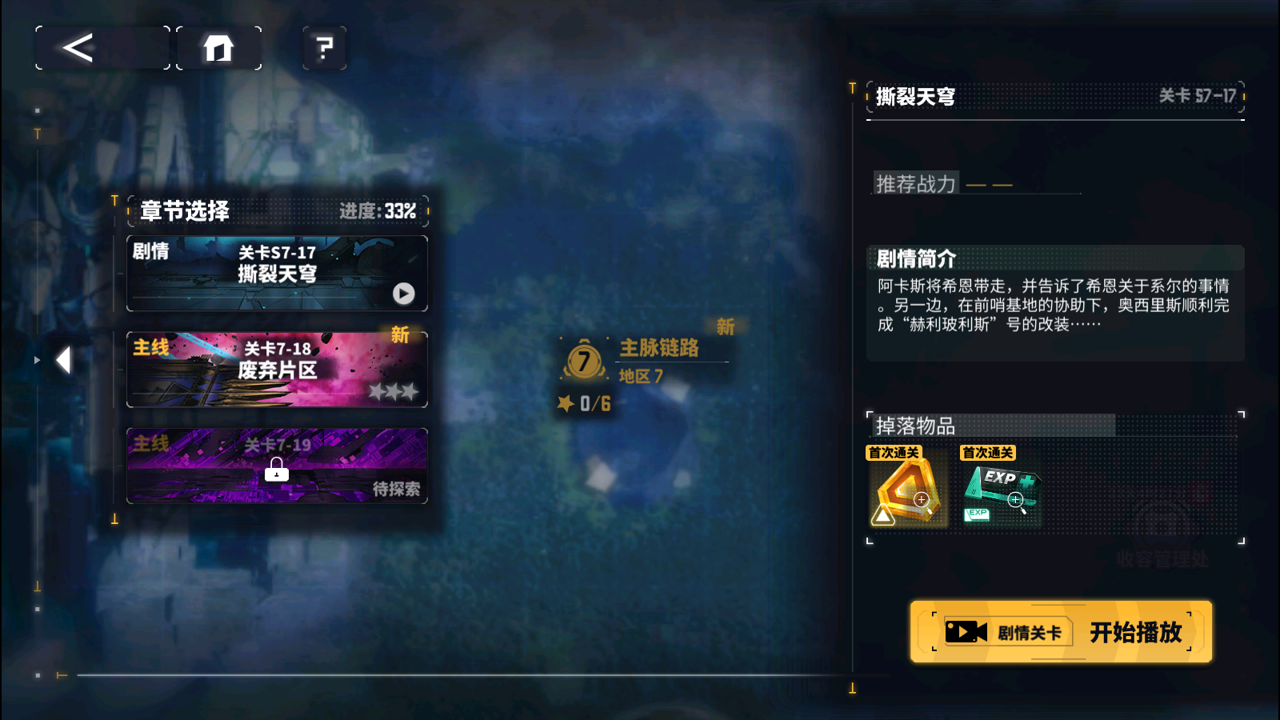 ?
章节选择
进度:33%
剧情
关卡S7-17
撕裂天穹
主线
新
关卡7-18
废弃片区
主线
关卡7-19
待探索
新
7
主脉链路
地区 7
0/6
撕裂天穹
关卡 S7-17
推荐战力 — —
剧情简介
阿卡斯将希恩带走，并告诉了希恩关于系尔的事情
。另一边，在前哨基地的协助下，奥西里斯顺利完
成“赫利玻利斯”号的改装……
掉落物品
首次通关
首次通关
EXP
EXP
收容管理处
剧情关卡
开始播放